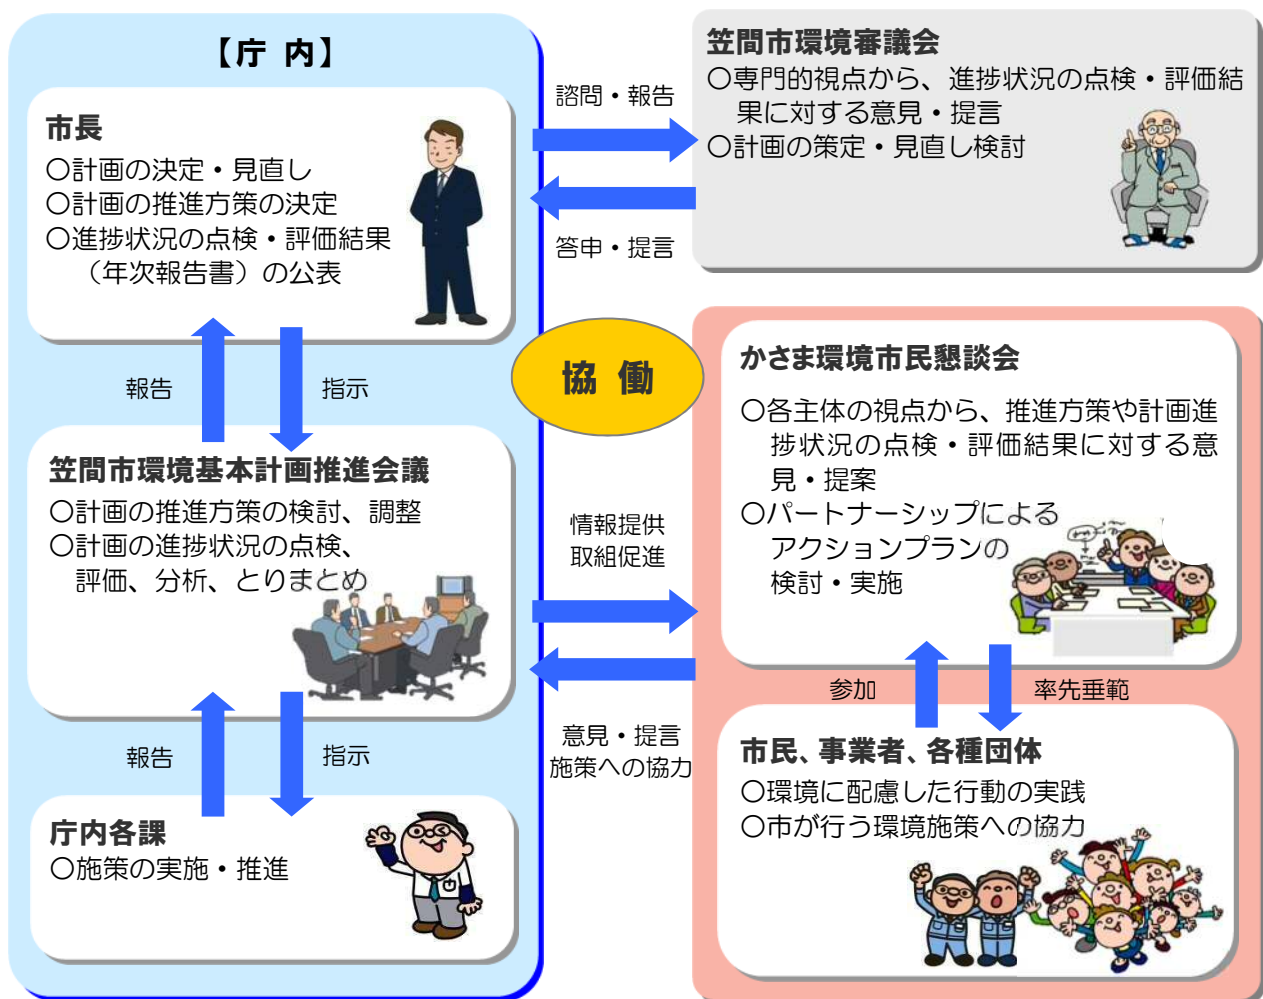 【庁 内】
市長
○計画の決定・見直し
○計画の推進方策の決定
○進捗状況の点検・評価結果
（年次報告書）の公表
報告
指示
笠間市環境基本計画推進会議
○計画の推進方策の検討、調整
○計画の進捗状況の点検、
評価、分析、とりまとめ
報告
指示
庁内各課
○施策の実施・推進
諮問・報告
答申・提言
協 働
情報提供
取組促進
意見・提言
施策への協力
笠間市環境審議会
○専門的視点から、進捗状況の点検・評価結
果に対する意見・提言
○計画の策定・見直し検討
かさま環境市民懇談会
○各主体の視点から、推進方策や計画進
捗状況の点検・評価結果に対する意
見・提案
○パートナーシップによる
アクションプランの
検討・実施
参加
率先垂範
市民、事業者、各種団体
○環境に配慮した行動の実践
○市が行う環境施策への協力